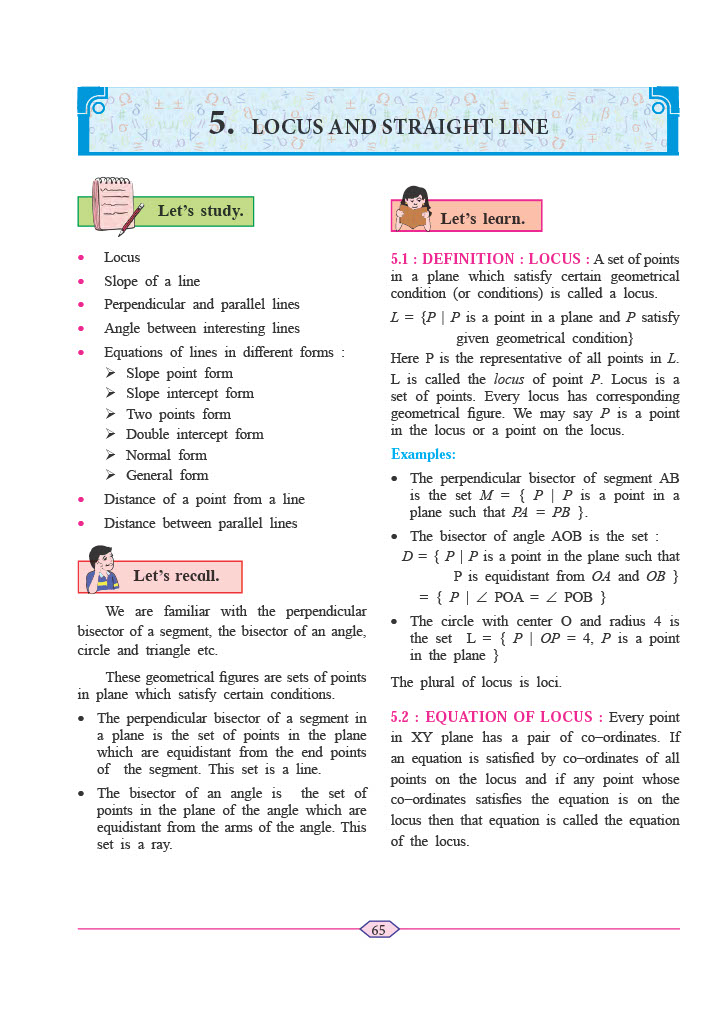 5. LOCUS AND STRAIGHT LINE
Let's study.
• Locus
• Slope of a line
• Perpendicular and parallel lines
• Angle between interesting lines
• Equations of lines in different forms :
➢ Slope point form
➢ Slope intercept form
➢ Two points form
➢ Double intercept form
➢ Normal form
➢ General form
• Distance of a point from a line
• Distance between parallel lines
Let's recall.
We are familiar with the perpendicular
bisector of a segment, the bisector of an angle,
circle and triangle etc.
These geometrical figures are sets of points
in plane which satisfy certain conditions.
• The perpendicular bisector of a segment in
a plane is the set of points in the plane
which are equidistant from the end points
of the segment. This set is a line.
• The bisector of an angle is the set of
points in the plane of the angle which are
equidistant from the arms of the angle. This
set is a ray.
Let's learn.
5.1 : DEFINITION : LOCUS : A set of points
in a plane which satisfy certain geometrical
condition (or conditions) is called a locus.
L = {P | P is a point in a plane and P satisfy
given geometrical condition}
Here P is the representative of all points in L.
L is called the locus of point P. Locus is a
set of points. Every locus has corresponding
geometrical figure. We may say P is a point
in the locus or a point on the locus.
Examples:
• The perpendicular bisector of segment AB
is the set M = { P | P is a point in a
plane such that PA = PB }.
• The bisector of angle AOB is the set :
D = { P | P is a point in the plane such that
P is equidistant from OA and OB }
= { P | ∠ POA = ∠ POB }
• The circle with center O and radius 4 is
the set L = { P | OP = 4, P is a point
in the plane }
The plural of locus is loci.
5.2 : EQUATION OF LOCUS : Every point
in XY plane has a pair of co−ordinates. If
an equation is satisfied by co−ordinates of all
points on the locus and if any point whose
co−ordinates satisfies the equation is on the
locus then that equation is called the equation
of the locus.
65